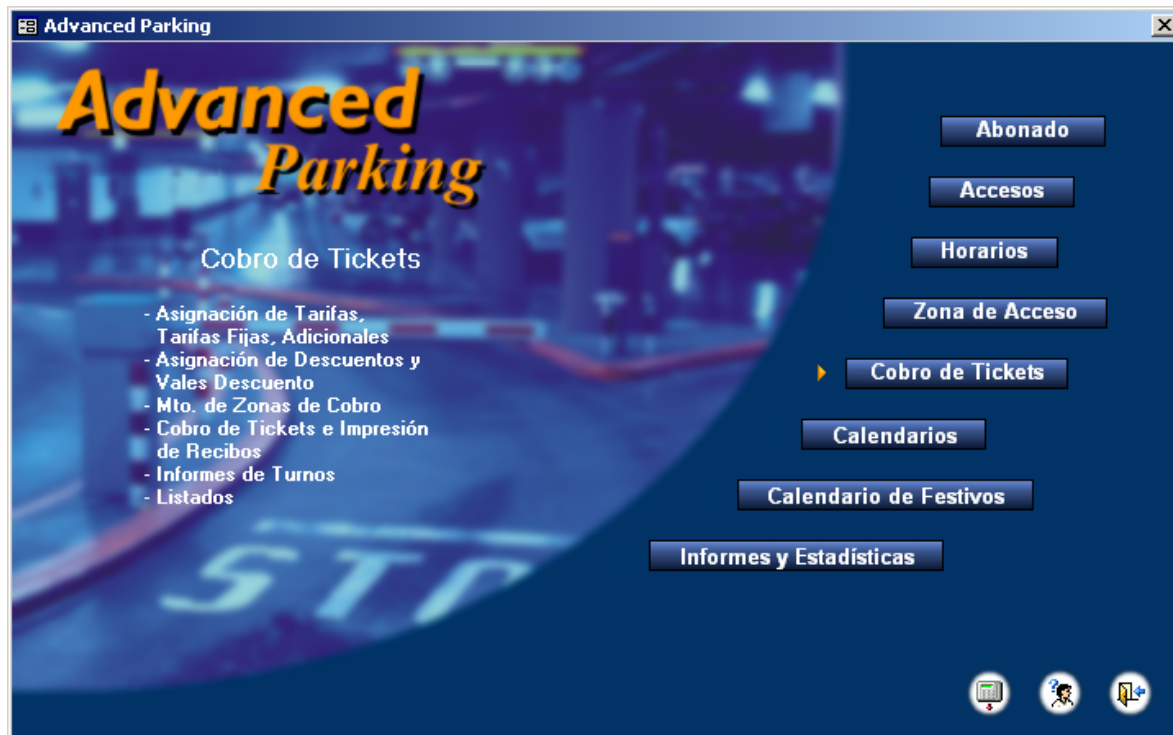 Advanced Parking
Advanced
Parking
Cobro de Tickets
- Asignación de Tarifas,
Tarifas Fijas, Adicionales
- Asignación de Descuentos y
Vales Descuento
- Mto. de Zonas de Cobro
- Cobro de Tickets e Impresión
de Recibos
- Informes de Turnos
- Listados
Abonado
Accesos
Horarios
Zona de Acceso
Cobro de Tickets
Calendarios
Calendario de Festivos
Informes y Estadísticas